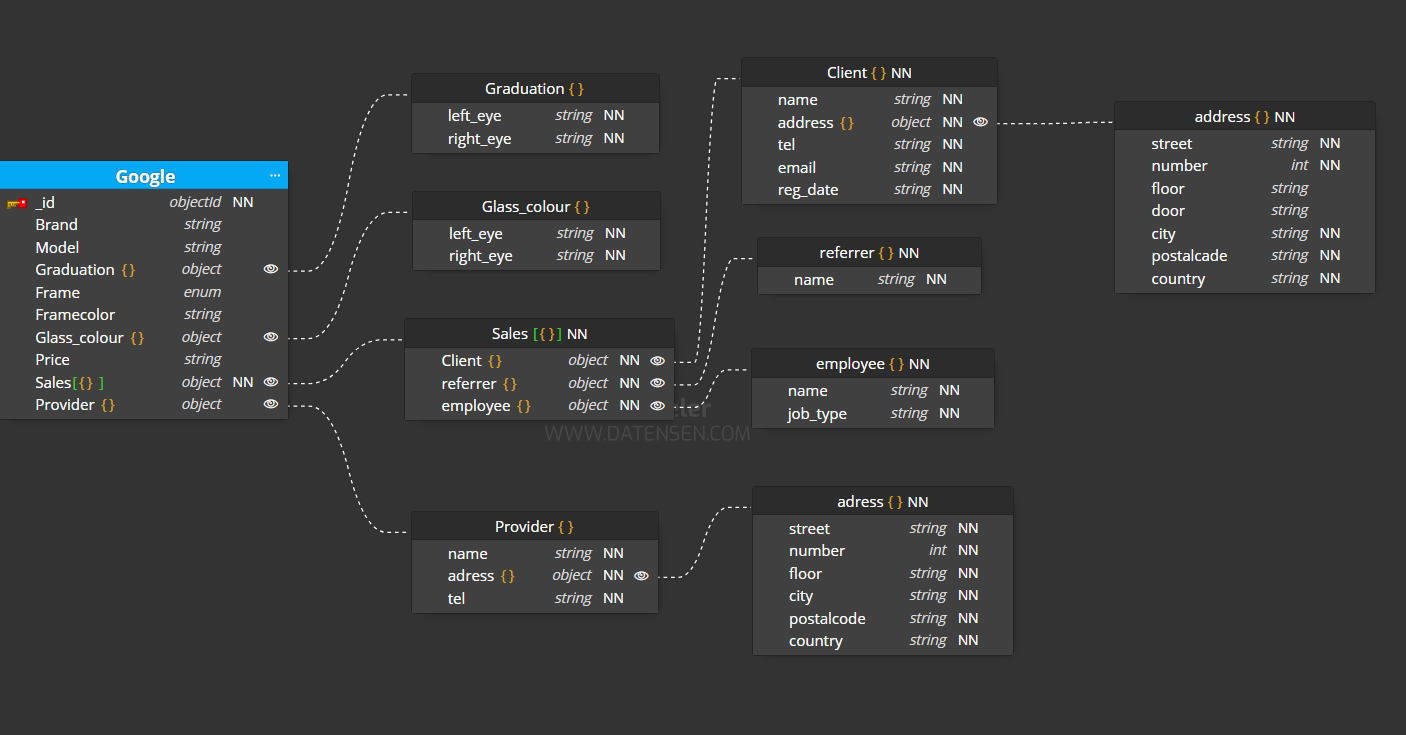 Google ...
_id objectId NN
Brand string
Model string
Graduation {} object
Frame enum
Framecolor string
Glass_colour {} object
Price string
Sales[{} ] object NN
Provider {} object
Graduation { }
left_eye string NN
right_eye string NN
Glass_colour { }
left_eye string NN
right_eye string NN
Sales [{ }] NN
Client {} object NN
referrer {} object NN
employee {} object NN
WWW.DATENSEN.COM
Provider { }
name string NN
adress {} object NN
tel string NN
Client { } NN
name string NN
address {} object NN
tel string NN
email string NN
reg_date string NN
referrer { } NN
name string NN
employee { } NN
name string NN
job_type string NN
adress { } NN
street string NN
number int NN
floor string NN
city string NN
postalcode string NN
country string NN
address { } NN
street string NN
number int NN
floor string
door string
city string NN
postalcade string NN
country string NN